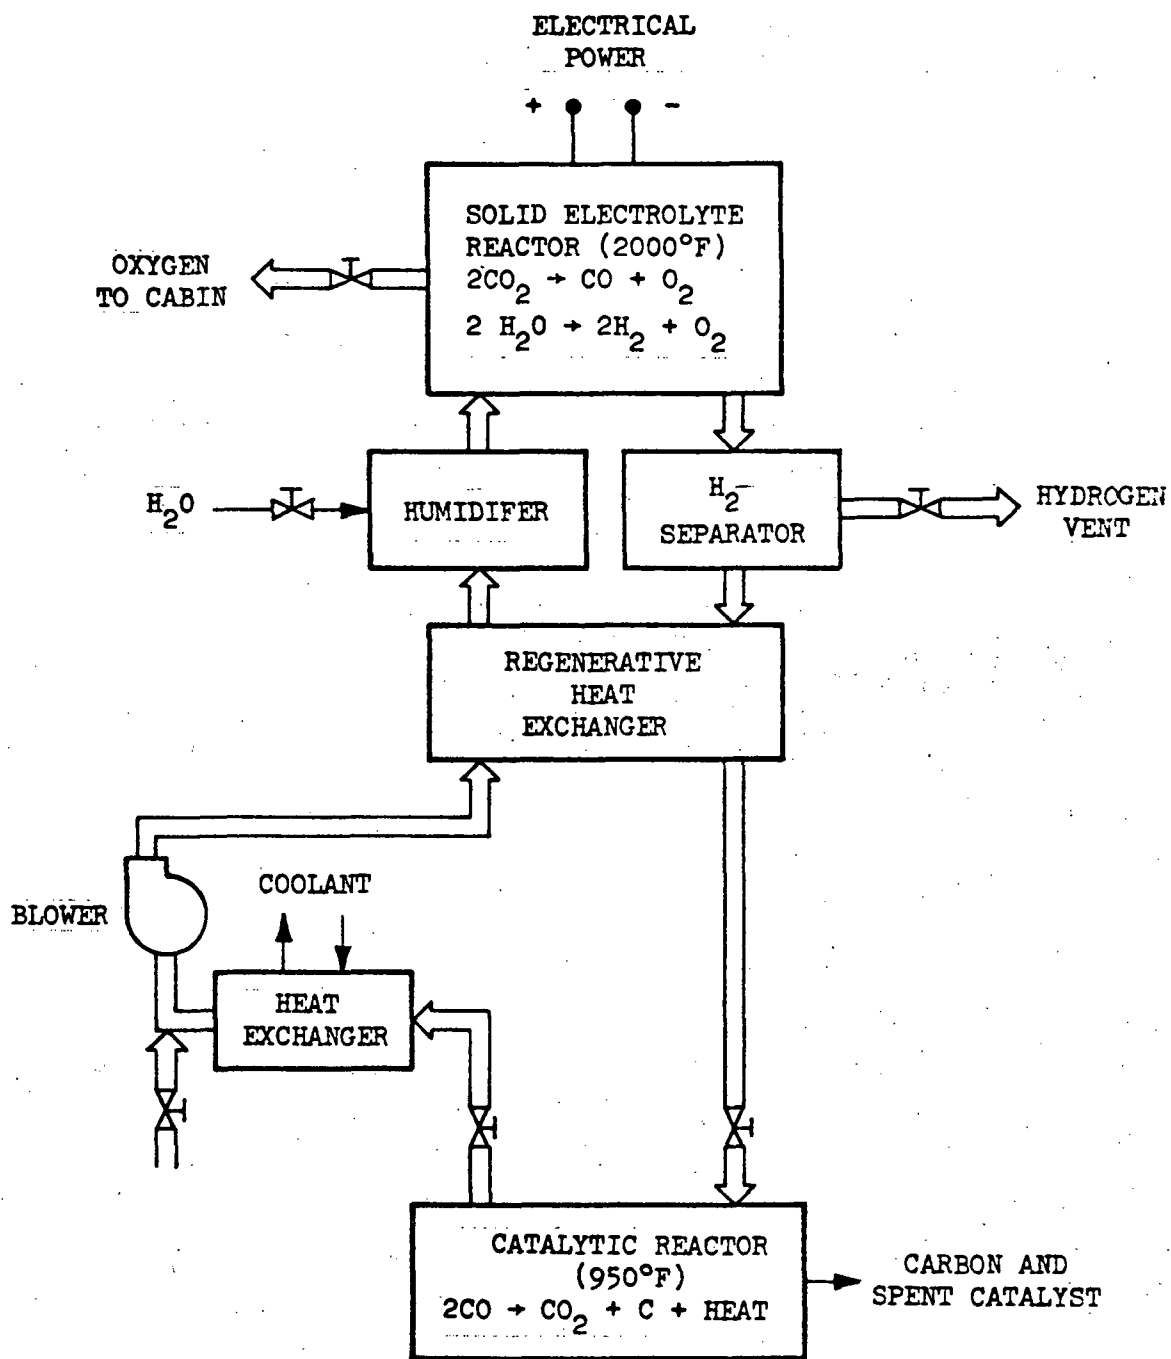 ELECTRICAL
POWER
+ -
SOLID ELECTROLYTE
REACTOR (2000°F)
2CO₂ → CO + O₂
2 H₂O → 2H₂ + O₂
OXYGEN
TO CABIN
H₂O
HUMIDIFER
H₂-
SEPARATOR
HYDROGEN
VENT
REGENERATIVE
HEAT
EXCHANGER
BLOWER
COOLANT
HEAT
EXCHANGER
CATALYTIC REACTOR
(950°F)
2CO → CO₂ + C + HEAT
CARBON AND
SPENT CATALYST